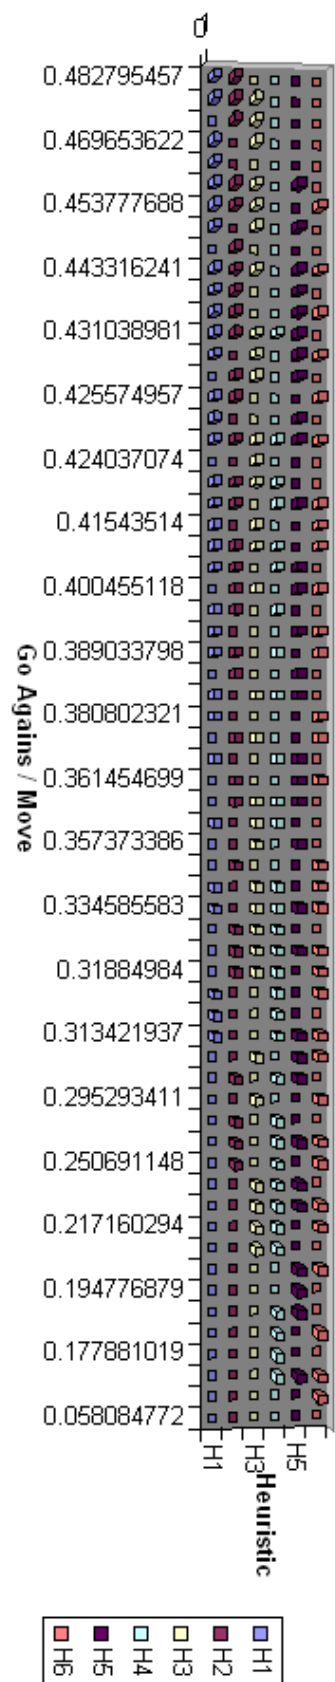 0
0.482795457
0.469653622
0.453777688
0.443316241
0.431038981
0.425574957
0.424037074
0.41543514
0.400455118
0.389033798
0.380802321
0.361454699
0.357373386
0.334585583
0.31884984
0.313421937
0.295293411
0.250691148
0.217160294
0.194776879
0.177881019
0.058084772
Go Agains / Move
H1
H3
H5
Heuristic
H1
H2
H3
H4
H5
H6